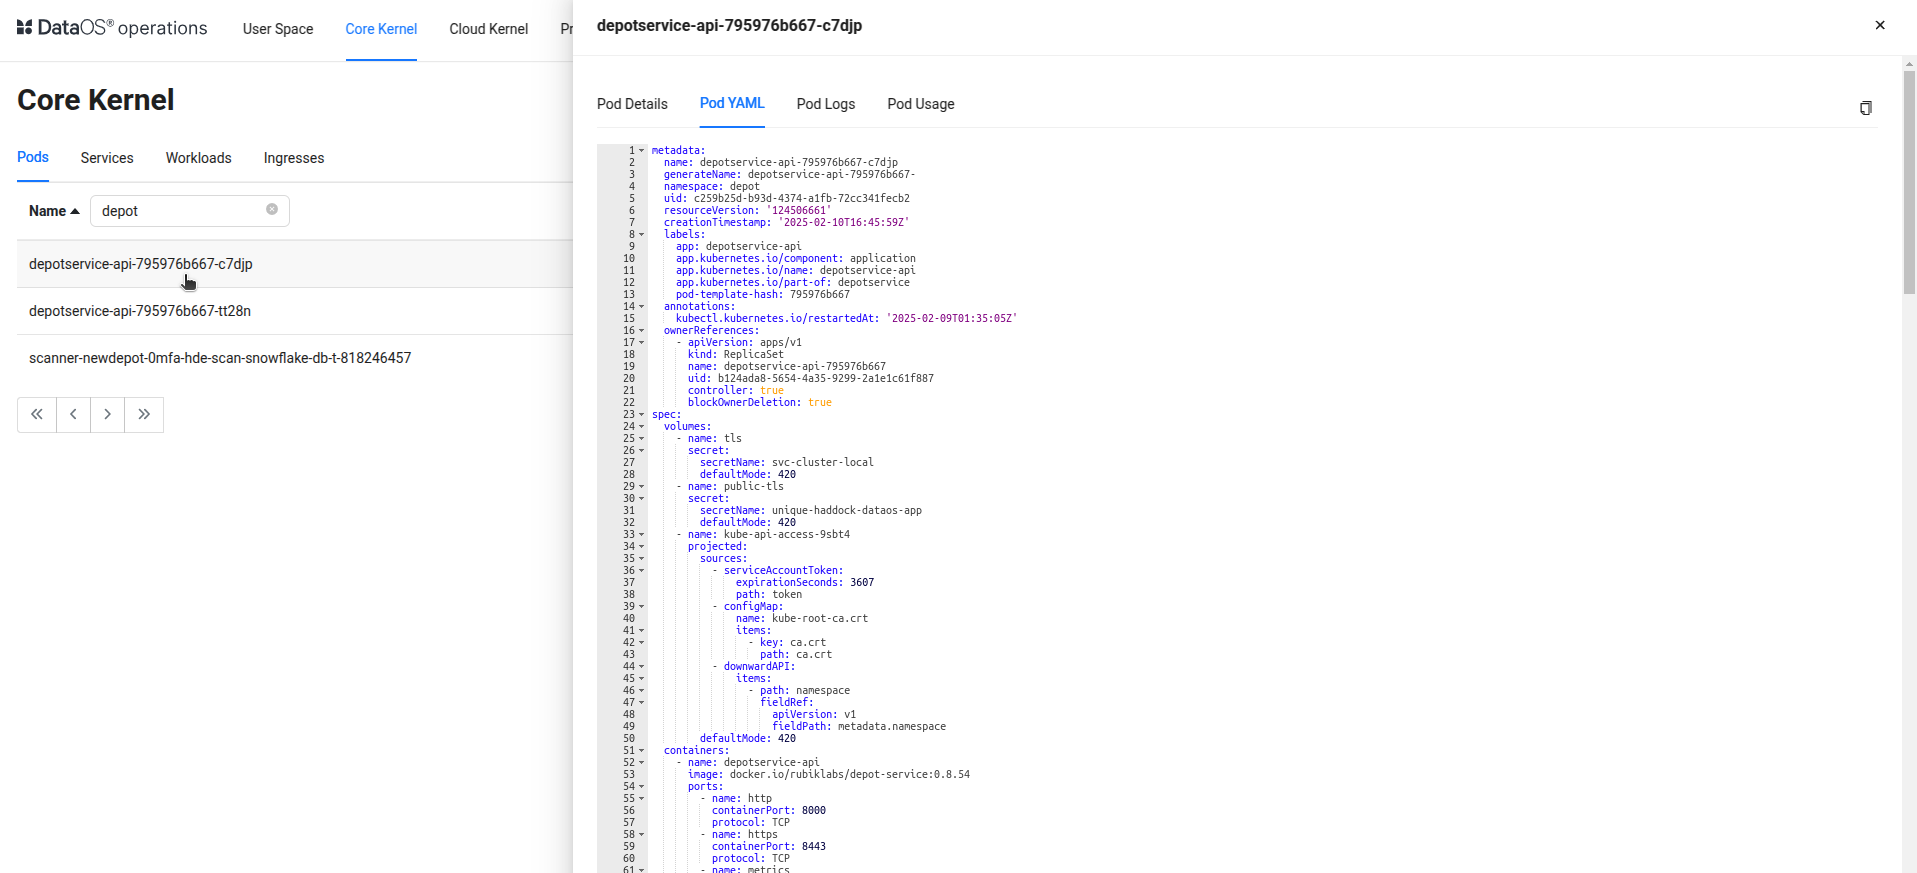 DataOS® operations
User Space
Core Kernel
Cloud Kernel
Core Kernel
Pods
Services
Workloads
Ingresses
Name
depot
depotservice-api-795976b667-c7djp
depotservice-api-795976b667-tt28n
scanner-newdepot-0mfa-hde-scan-snowflake-db-t-818246457
depotservice-api-795976b667-c7djp
Pod Details
Pod YAML
Pod Logs
Pod Usage
1 metadata:
2 name: depotservice-api-795976b667-c7djp
3 generateName: depotservice-api-795976b667-
4 namespace: depot
5 uid: c259b25d-b93d-4374-a1fb-72cc341fecb2
6 resourceVersion: '124506661'
7 creationTimestamp: '2025-02-10T16:45:59Z'
8 labels:
9 app: depotservice-api
10 app.kubernetes.io/component: application
11 app.kubernetes.io/name: depotservice-api
12 app.kubernetes.io/part-of: depotservice
13 pod-template-hash: 795976b667
14 annotations:
15 kubectl.kubernetes.io/restartedAt: '2025-02-09T01:35:05Z'
16 ownerReferences:
17 - apiVersion: apps/v1
18 kind: ReplicaSet
19 name: depotservice-api-795976b667
20 uid: b124ada8-5654-4a35-9299-2a1e1c61f887
21 controller: true
22 blockOwnerDeletion: true
23 spec:
24 volumes:
25 - name: tls
26 secret:
27 secretName: svc-cluster-local
28 defaultMode: 420
29 - name: public-tls
30 secret:
31 secretName: unique-haddock-dataos-app
32 defaultMode: 420
33 - name: kube-api-access-9sbt4
34 projected:
35 sources:
36 - serviceAccountToken:
37 expirationSeconds: 3607
38 path: token
39 - configMap:
40 name: kube-root-ca.crt
41 items:
42 - key: ca.crt
43 path: ca.crt
44 - downwardAPI:
45 items:
46 - path: namespace
47 fieldRef:
48 apiVersion: v1
49 fieldPath: metadata.namespace
50 defaultMode: 420
51 containers:
52 - name: depotservice-api
53 image: docker.io/rubiklabs/depot-service:0.8.54
54 ports:
55 - name: http
56 containerPort: 8000
57 protocol: TCP
58 - name: https
59 containerPort: 8443
60 protocol: TCP
61 - name: metrics